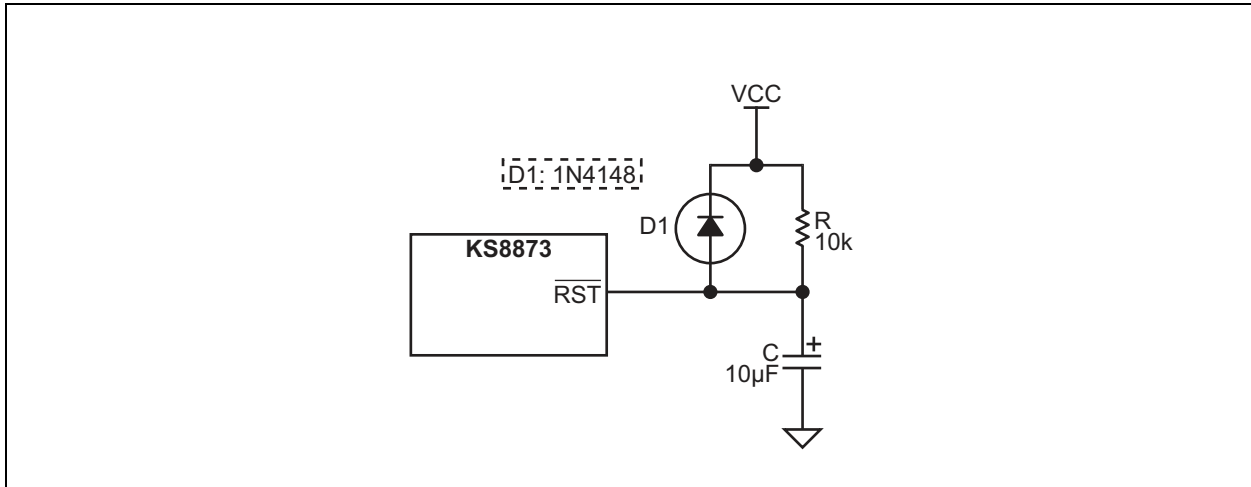 VCC
D1: 1N4148
D1
R
10k
KS8873
RST
+
C
10µF